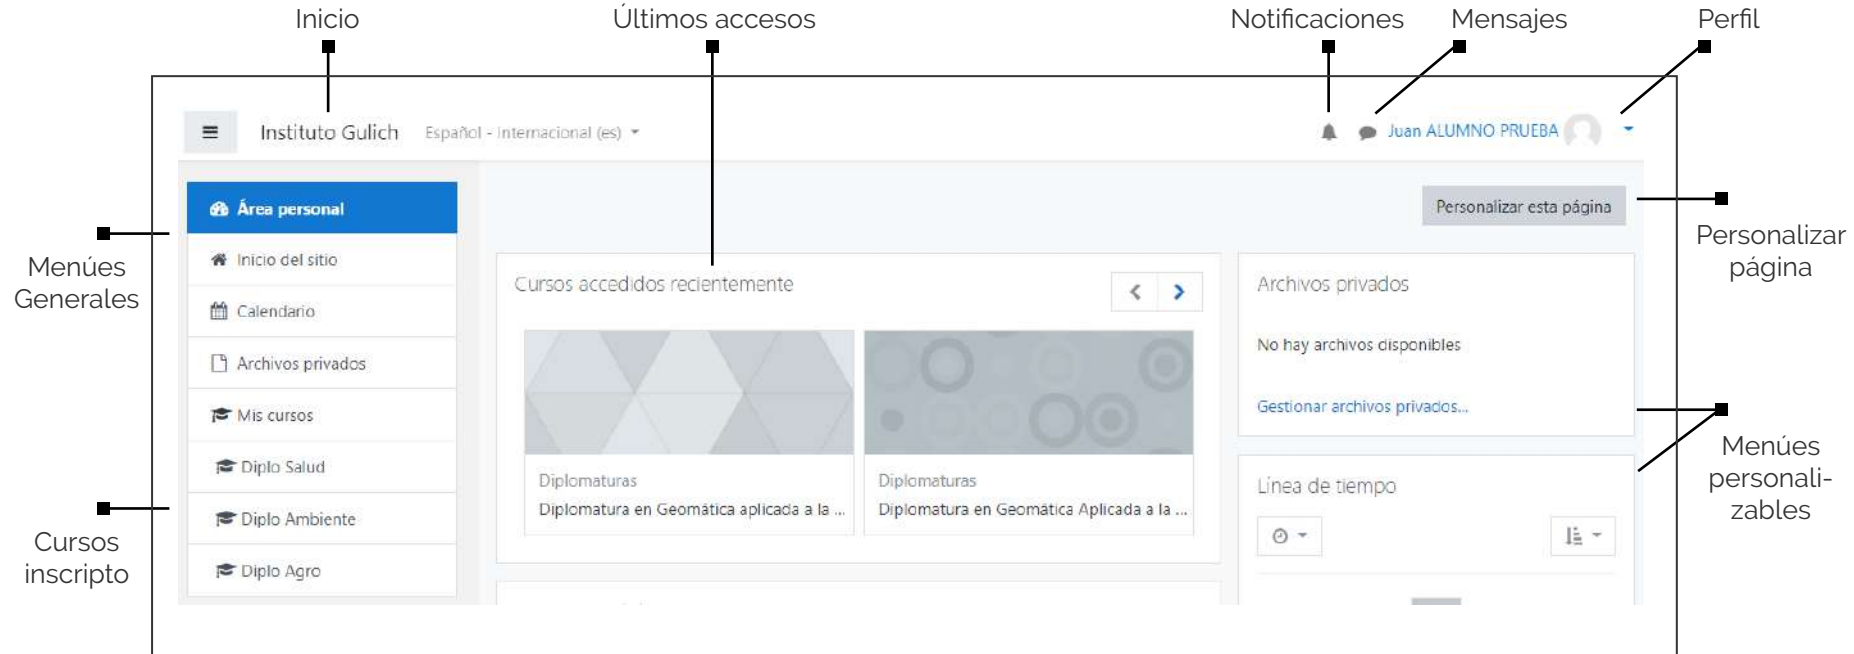 Inicio
Últimos accesos
Notificaciones
Mensajes
Perfil
Instituto Gulich
Español - Internacional (es)
Juan ALUMNO PRUEBA
Personalizar esta página
Personalizar
página
Menúes
Generales
Área personal
Inicio del sitio
Calendario
Archivos privados
Mis cursos
Diplo Salud
Diplo Ambiente
Diplo Agro
Cursos
inscripto
Cursos accedidos recientemente
Diplomaturas
Diplomatura en Geomática aplicada a la ...
Diplomaturas
Diplomatura en Geomática Aplicada a la ...
Archivos privados
No hay archivos disponibles
Gestionar archivos privados...
Línea de tiempo
Menúes
personali-
zables